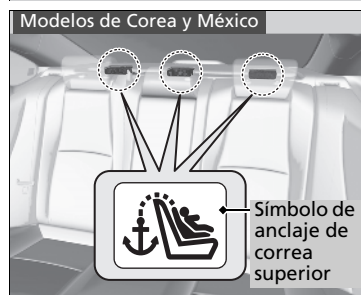 Modelos de Corea y México
Símbolo de
anclaje de
correa
superior